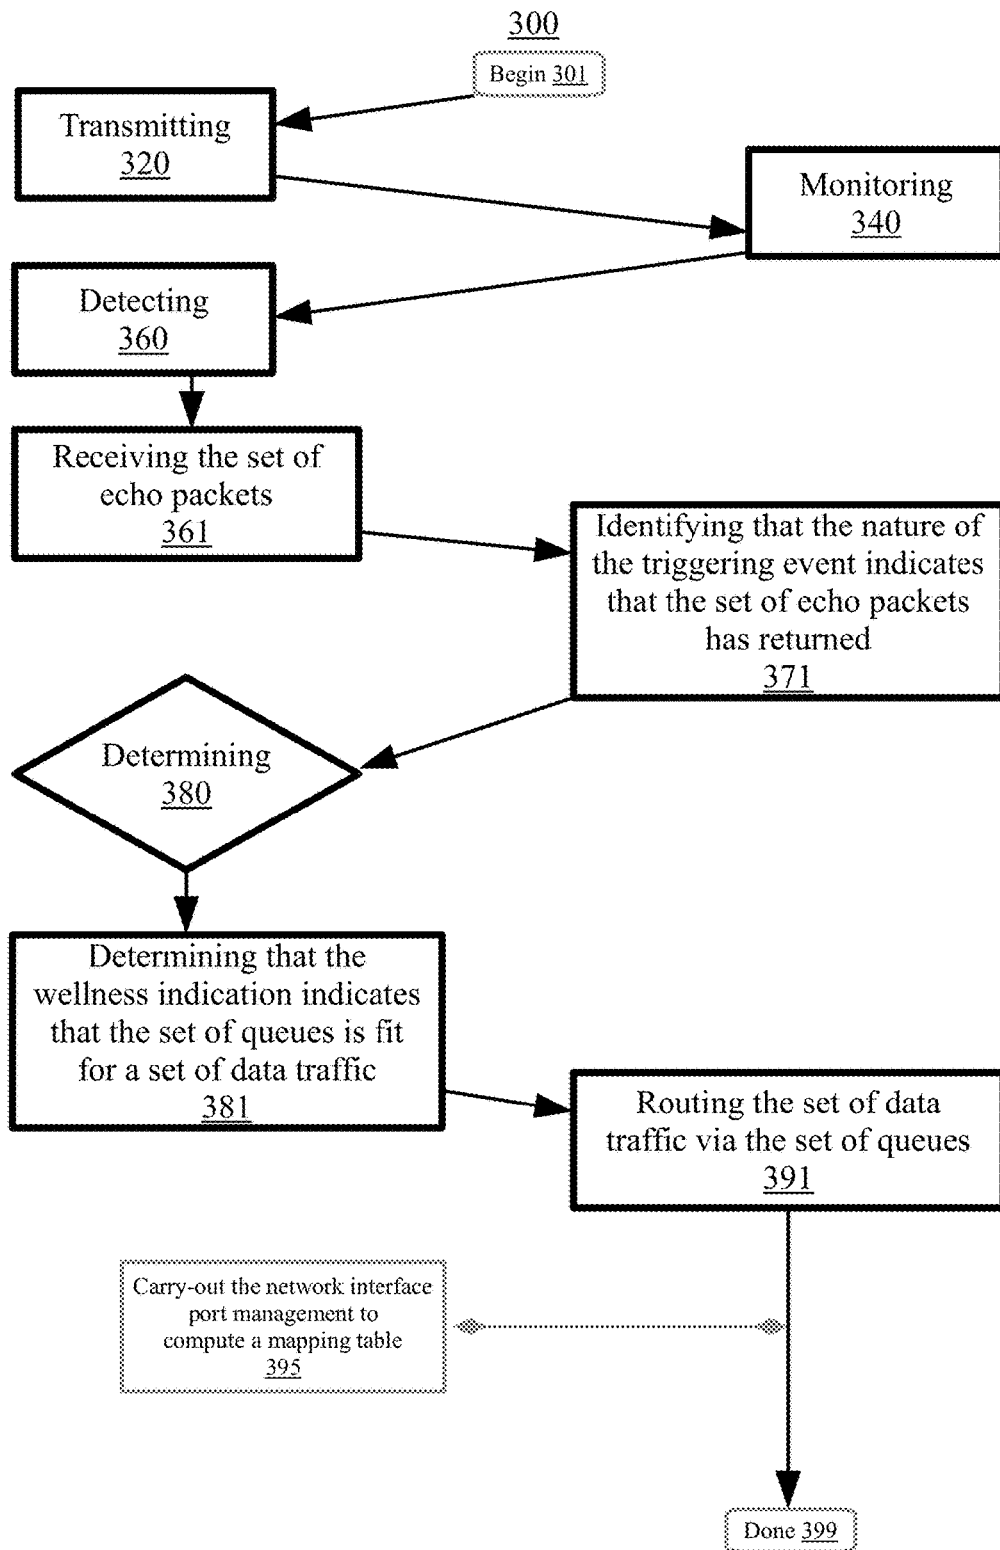 300
Begin 301
Transmitting
320
Monitoring
340
Detecting
360
Receiving the set of
echo packets
361
Identifying that the nature of
the triggering event indicates
that the set of echo packets
has returned
371
Determining
380
Determining that the
wellness indication indicates
that the set of queues is fit
for a set of data traffic
381
Routing the set of data
traffic via the set of queues
391
Carry-out the network interface
port management to
compute a mapping table
395
Done 399